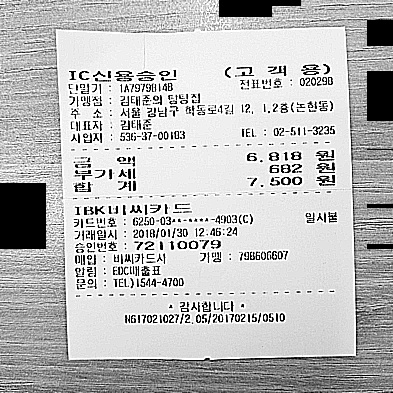 IC신용승인 (고 객 용)
단말기 : 1A7979814B 전표번호 : 020298
가맹점 : 김태준의 탕탕집
주 소 : 서울 강남구 학동로4길 12, 1,2층(논현동)
대표자 : 김태준
사업자 : 536-37-00183 TEL : 02-511-3235
금 액 6,818 원
부가세 682 원
합 계 7,500 원
IBK비씨카드
카드번호 : 6250-03**-****-4903(C) 일시불
거래일시 : 2018/01/30 12:46:24
승인번호 : 72110079
매입 : 비씨카드사 가맹 : 798606607
알림 : EDC매출표
문의 : TEL)1544-4700
* 감사합니다 *
NG17021027/2.05/20170215/0510